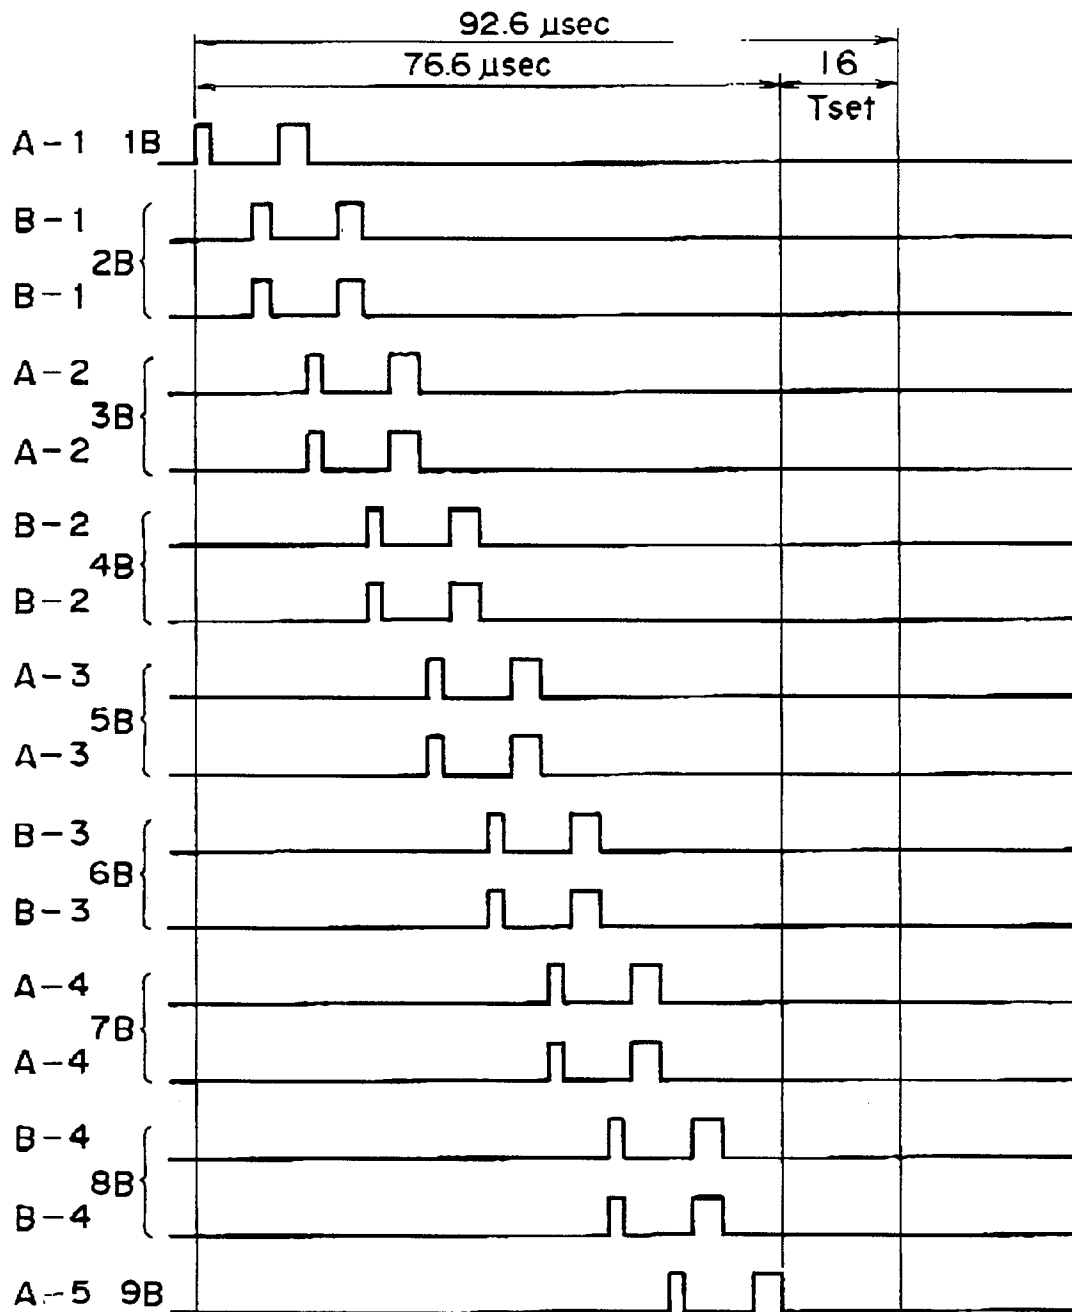 92.6 μsec
76.6 μsec
16
Tset
A-1 1B
B-1
2B
B-1
A-2
3B
A-2
B-2
4B
B-2
A-3
5B
A-3
B-3
6B
B-3
A-4
7B
A-4
B-4
8B
B-4
A-5 9B